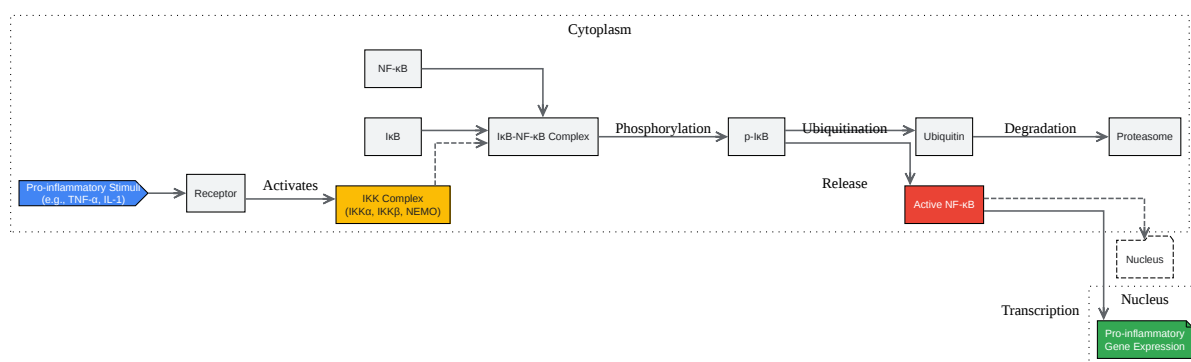 Cytoplasm
NF-κB
IκB
IκB-NF-κB Complex
Phosphorylation
p-IκB
Ubiquitination
Ubiquitin
Degradation
Proteasome
Pro-inflammatory Stimuli
(e.g., TNF-α, IL-1)
Receptor
Activates
IKK Complex
(IKKα, IKKβ, NEMO)
Release
Active NF-κB
Nucleus
Nucleus
Transcription
Pro-inflammatory
Gene Expression